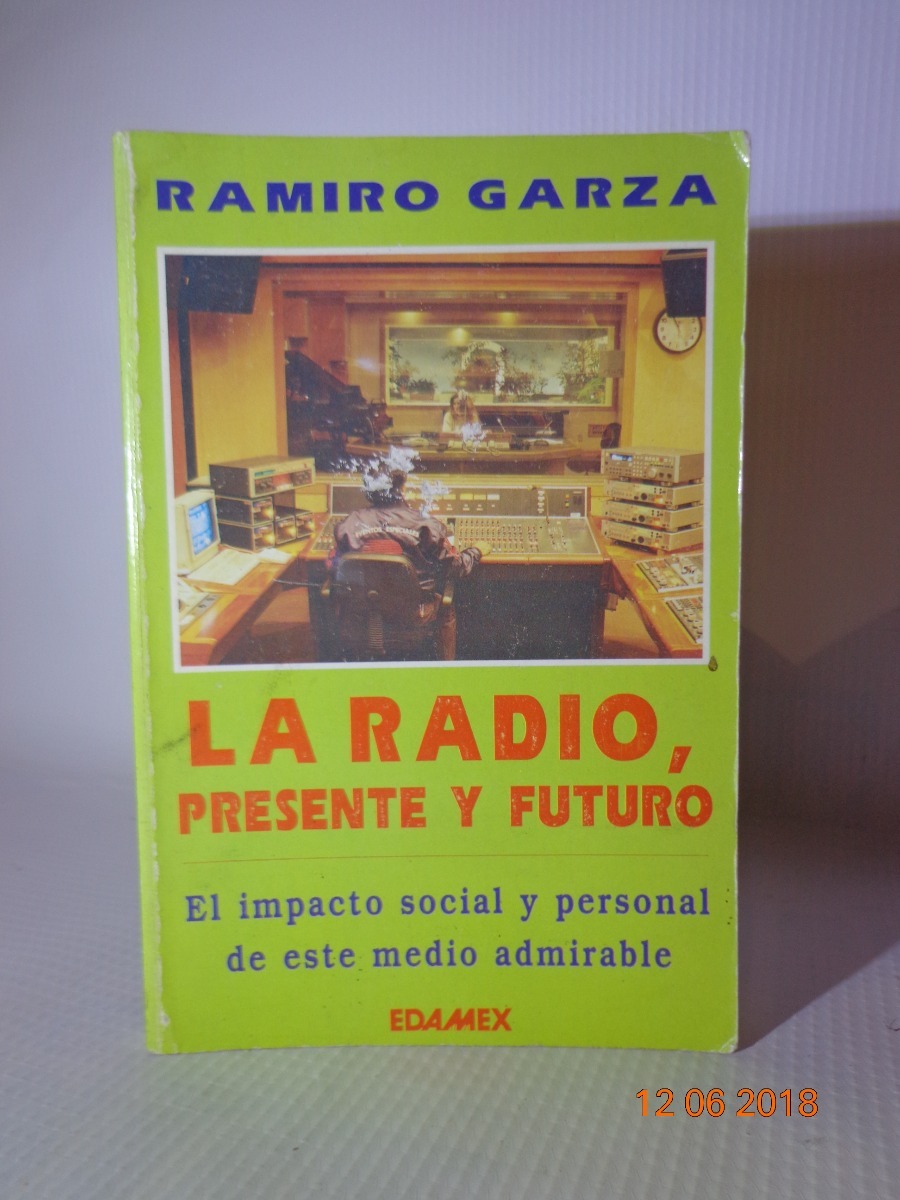 RAMIRO GARZA
LA RADIO,
PRESENTE Y FUTURO
El impacto social y personal
de este medio admirable
EDAMEX
12 06 2018